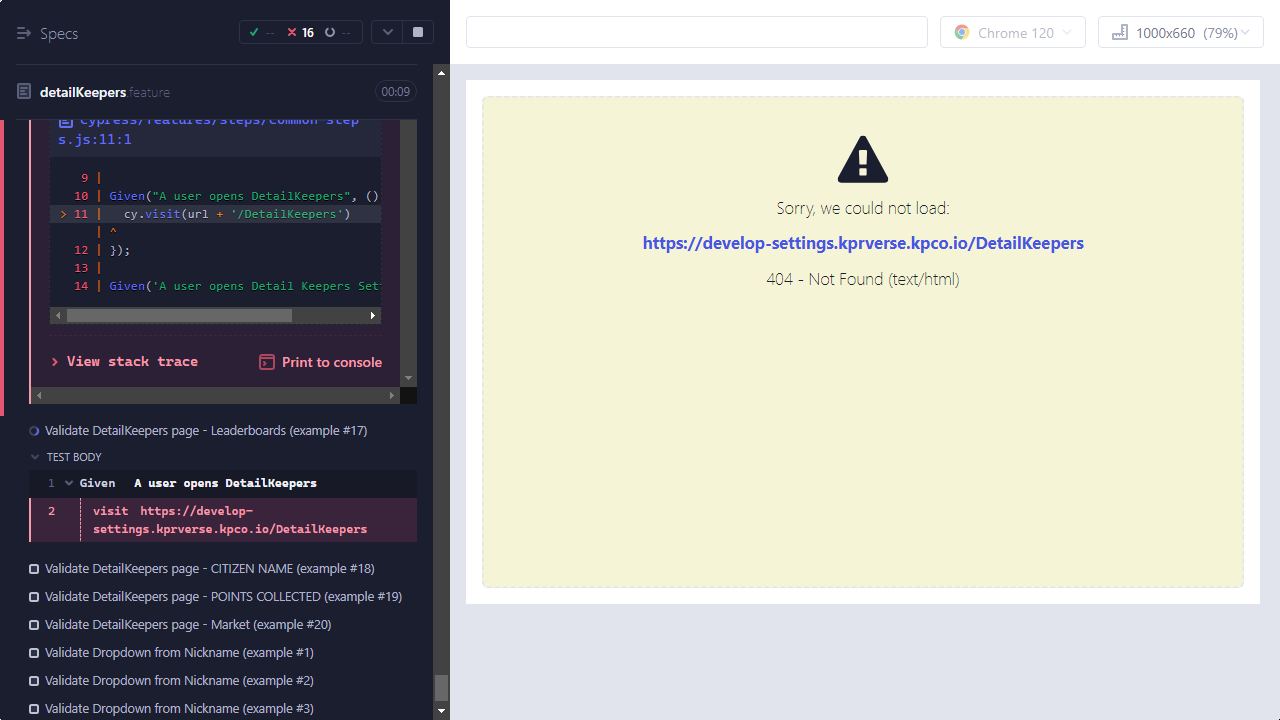 Specs
-- 16 --
detailKeepers.feature
00:09
cypress/features/steps/common-step
s.js:11:1
9 |
10 | Given("A user opens DetailKeepers", ()
> 11 |   cy.visit(url + '/DetailKeepers')
| ^
12 | });
13 |
14 | Given('A user opens Detail Keepers Set
> View stack trace
Print to console
Validate DetailKeepers page - Leaderboards (example #17)
TEST BODY
1 Given A user opens DetailKeepers
2 visit https://develop-
settings.kprverse.kpco.io/DetailKeepers
Validate DetailKeepers page - CITIZEN NAME (example #18)
Validate DetailKeepers page - POINTS COLLECTED (example #19)
Validate DetailKeepers page - Market (example #20)
Validate Dropdown from Nickname (example #1)
Validate Dropdown from Nickname (example #2)
Validate Dropdown from Nickname (example #3)
Chrome 120
1000x660 (79%)
Sorry, we could not load:
https://develop-settings.kprverse.kpco.io/DetailKeepers
404 - Not Found (text/html)